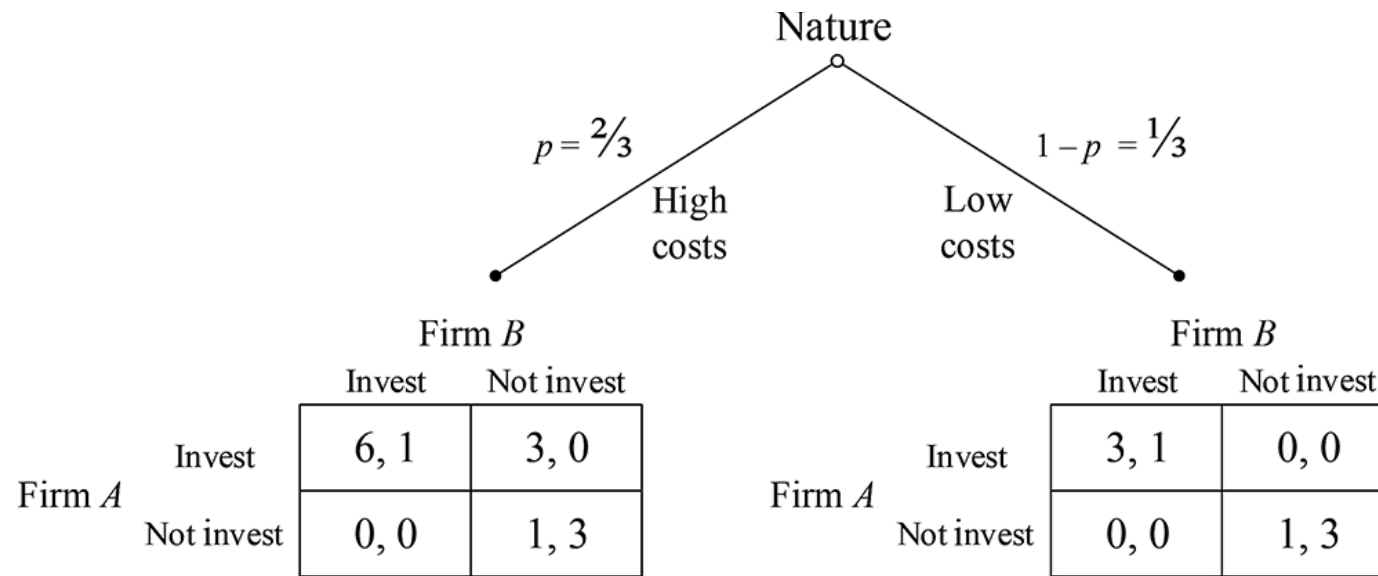 Nature
p = 2/3
1 – p = 1/3
High
costs
Low
costs
Firm B
Invest Not invest
Firm A
Invest 6, 1 3, 0
Not invest 0, 0 1, 3
Firm B
Invest Not invest
Firm A
Invest 3, 1 0, 0
Not invest 0, 0 1, 3